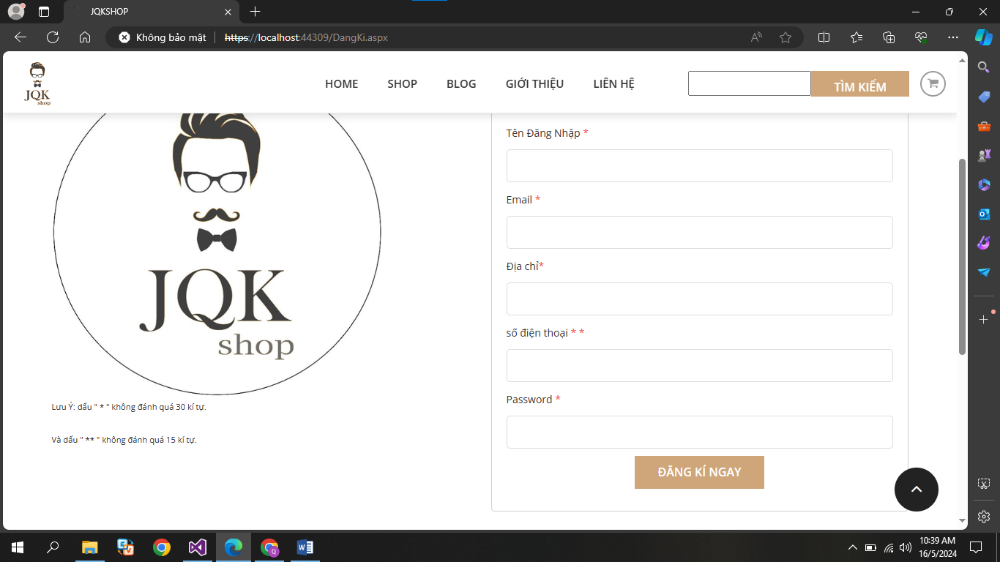 JQKSHOP
Không bảo mật
https://localhost:44309/DangKi.aspx
JQK
shop
HOME
SHOP
BLOG
GIỚI THIỆU
LIÊN HỆ
TÌM KIẾM
JQK
shop
Lưu Ý: dấu " * " không đánh quá 30 kí tự.
Và dấu " ** " không đánh quá 15 kí tự.
Tên Đăng Nhập *
Email *
Địa chỉ*
số điện thoại * *
Password *
ĐĂNG KÍ NGAY
10:39 AM
16/5/2024